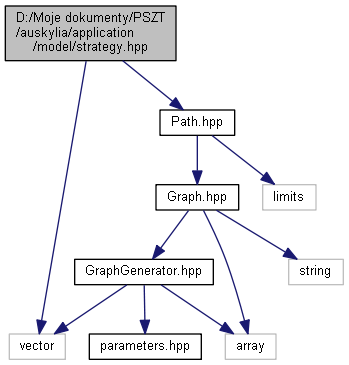 D:/Moje dokumenty/PSZT
/auskylia/application
/model/strategy.hpp
Path.hpp
Graph.hpp
limits
GraphGenerator.hpp
string
vector
parameters.hpp
array